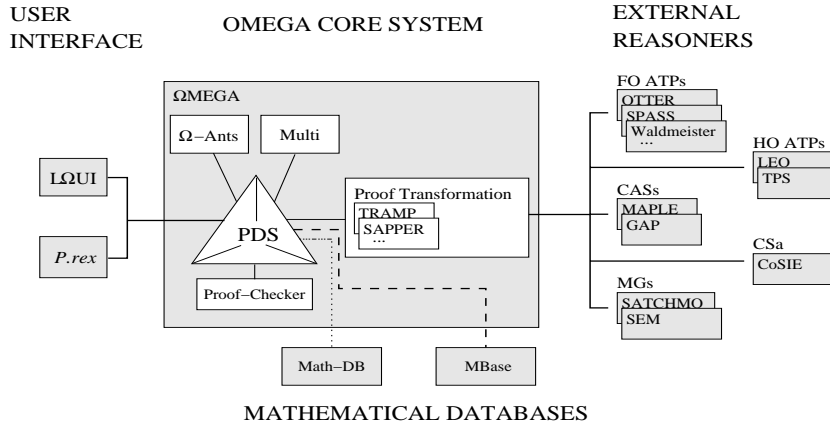 USER
INTERFACE
OMEGA CORE SYSTEM
EXTERNAL
REASONERS
ΩMEGA
Ω−Ants
Multi
LΩUI
P.rex
PDS
Proof−Checker
Proof Transformation
TRAMP
SAPPER
...
FO ATPs
OTTER
SPASS
Waldmeister
...
HO ATPs
LEO
TPS
CASs
MAPLE
GAP
CSa
CoSIE
MGs
SATCHMO
SEM
Math−DB
MBase
MATHEMATICAL DATABASES